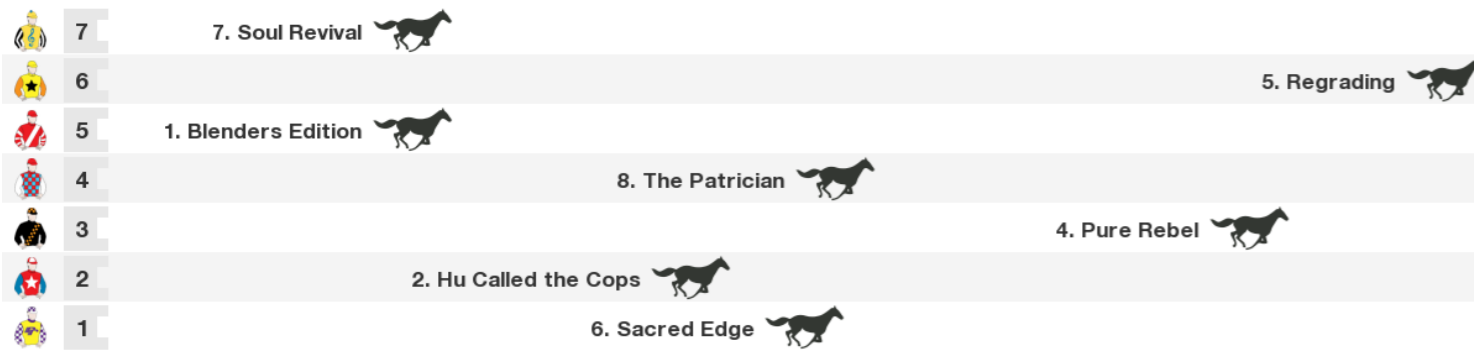 7 7. Soul Revival
6 5. Regrading
5 1. Blenders Edition
4 8. The Patrician
3 4. Pure Rebel
2 2. Hu Called the Cops
1 6. Sacred Edge